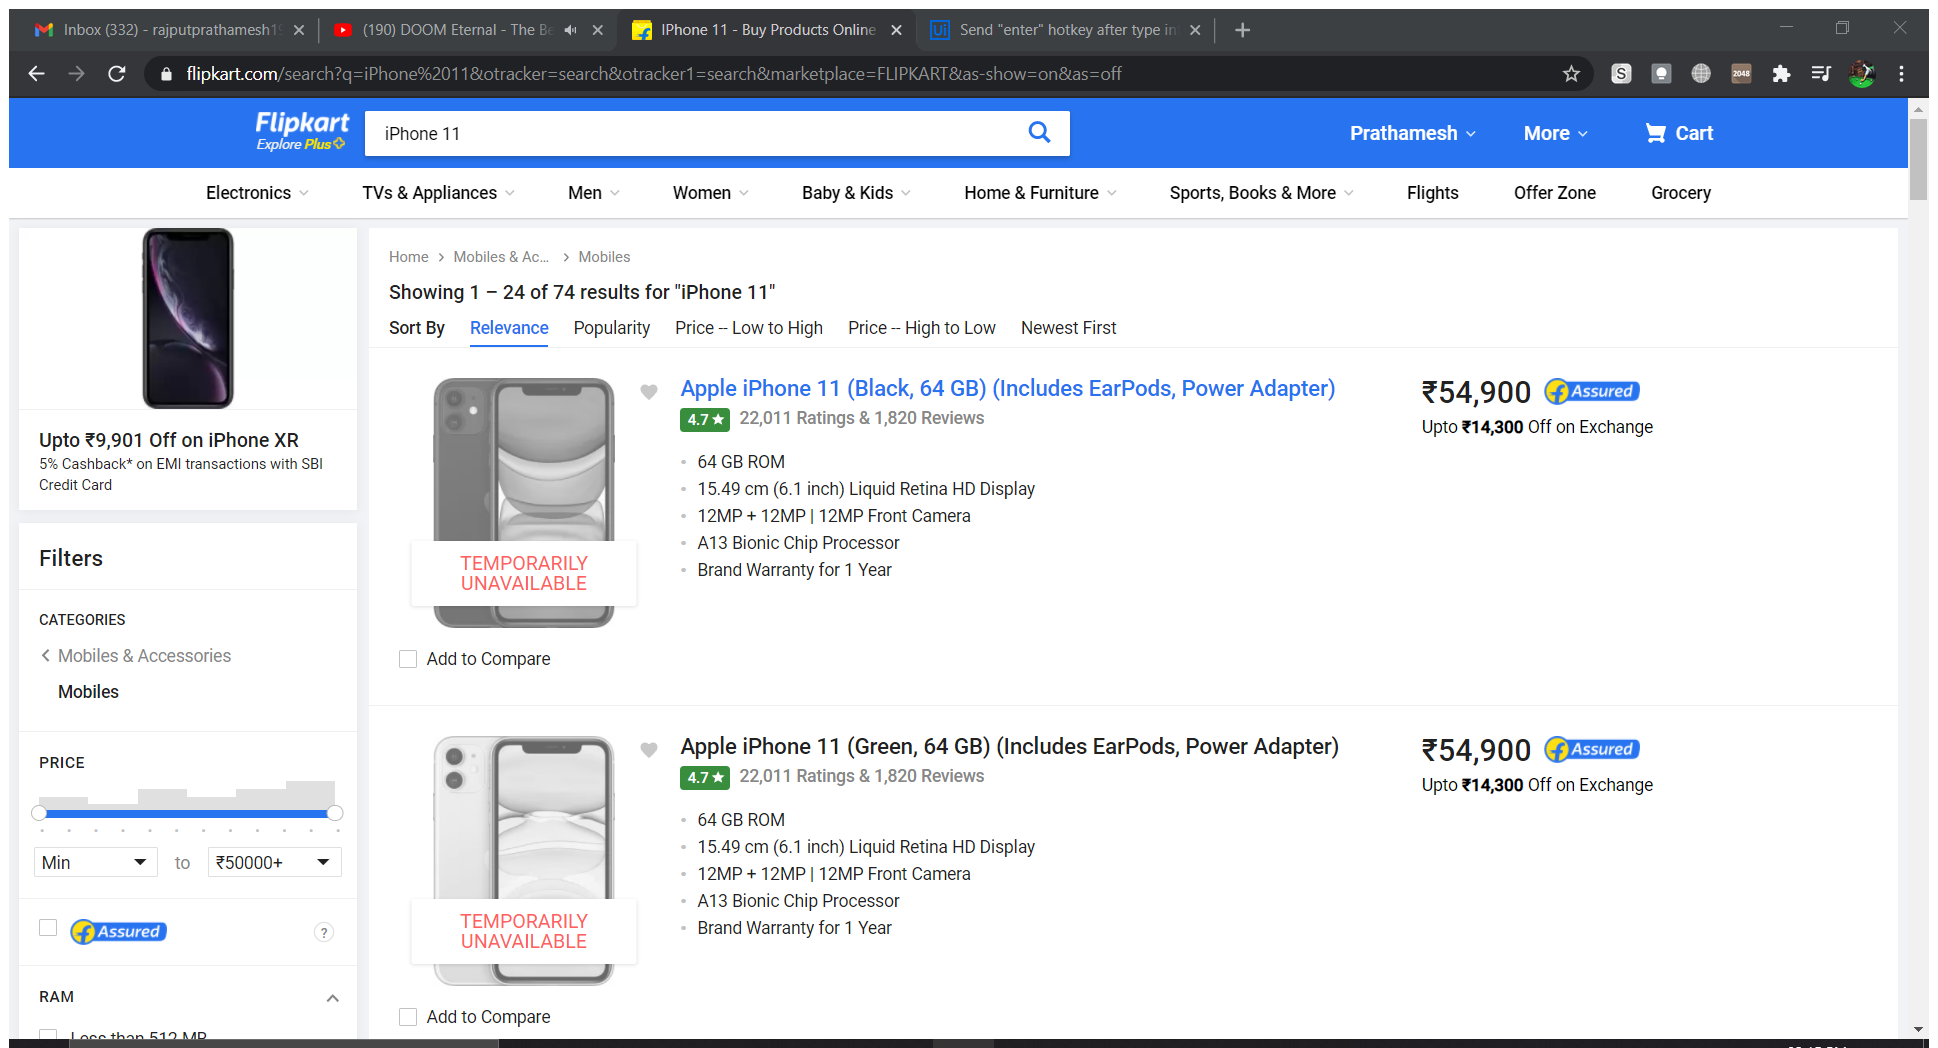 Inbox (332) - rajputprathamesh19
(190) DOOM Eternal - The Be
IPhone 11 - Buy Products Online
Ui
Send "enter" hotkey after type in
flipkart.com/search?q=iPhone%2011&otracker=search&otracker1=search&marketplace=FLIPKART&as-show=on&as=off
S
2048
Flipkart
Explore Plus
iPhone 11
Prathamesh
More
Cart
Electronics
TVs & Appliances
Men
Women
Baby & Kids
Home & Furniture
Sports, Books & More
Flights
Offer Zone
Grocery
Upto ₹9,901 Off on iPhone XR
5% Cashback* on EMI transactions with SBI
Credit Card
Filters
CATEGORIES
Mobiles & Accessories
Mobiles
PRICE
Min
to
₹50000+
f Assured
?
RAM
Less than 512 MB
Home > Mobiles & Ac... > Mobiles
Showing 1 – 24 of 74 results for "iPhone 11"
Sort By
Relevance
Popularity
Price -- Low to High
Price -- High to Low
Newest First
Apple iPhone 11 (Black, 64 GB) (Includes EarPods, Power Adapter)
4.7★ 22,011 Ratings & 1,820 Reviews
64 GB ROM
15.49 cm (6.1 inch) Liquid Retina HD Display
12MP + 12MP | 12MP Front Camera
A13 Bionic Chip Processor
Brand Warranty for 1 Year
TEMPORARILY
UNAVAILABLE
Add to Compare
₹54,900
f Assured
Upto ₹14,300 Off on Exchange
Apple iPhone 11 (Green, 64 GB) (Includes EarPods, Power Adapter)
4.7★ 22,011 Ratings & 1,820 Reviews
64 GB ROM
15.49 cm (6.1 inch) Liquid Retina HD Display
12MP + 12MP | 12MP Front Camera
A13 Bionic Chip Processor
Brand Warranty for 1 Year
TEMPORARILY
UNAVAILABLE
Add to Compare
₹54,900
f Assured
Upto ₹14,300 Off on Exchange